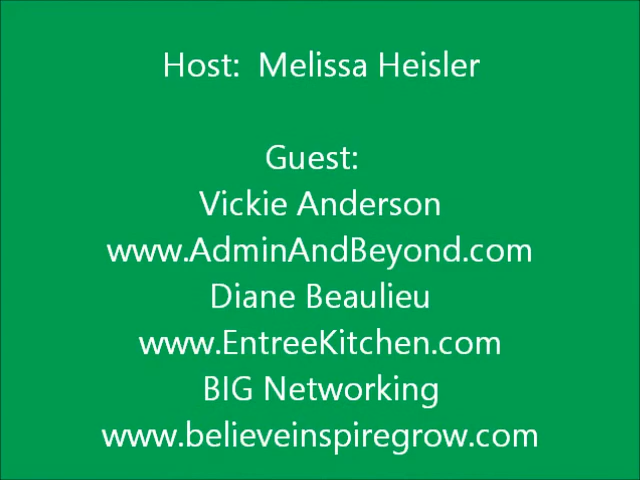 Host:  Melissa Heisler
Guest:
Vickie Anderson
www.AdminAndBeyond.com
Diane Beaulieu
www.EntreeKitchen.com
BIG Networking
www.believeinspiregrow.com